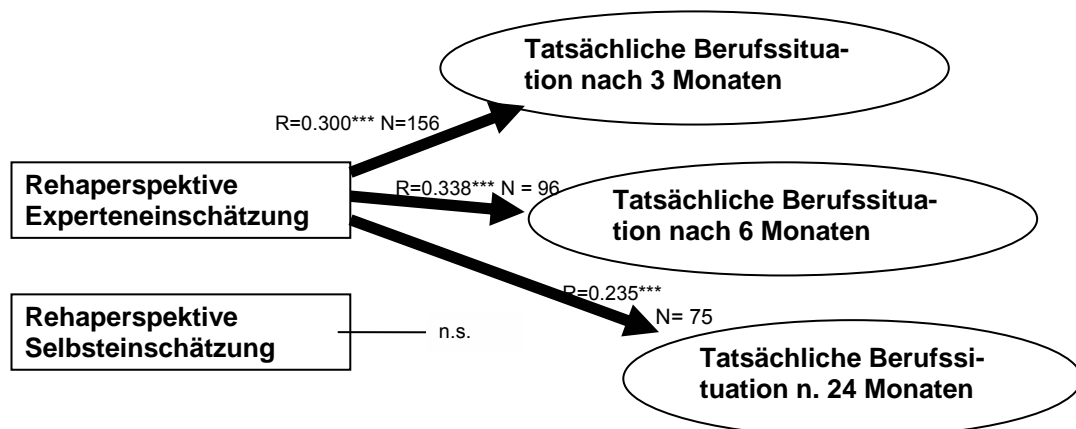 Tatsächliche Berufssitua-
tion nach 3 Monaten
R=0.300*** N=156
Rehaperspektive
Experteneinschätzung
R=0.338*** N = 96
Tatsächliche Berufssitua-
tion nach 6 Monaten
R=0.235***
N= 75
Rehaperspektive
Selbsteinschätzung
n.s.
Tatsächliche Berufssi-
tuation n. 24 Monaten